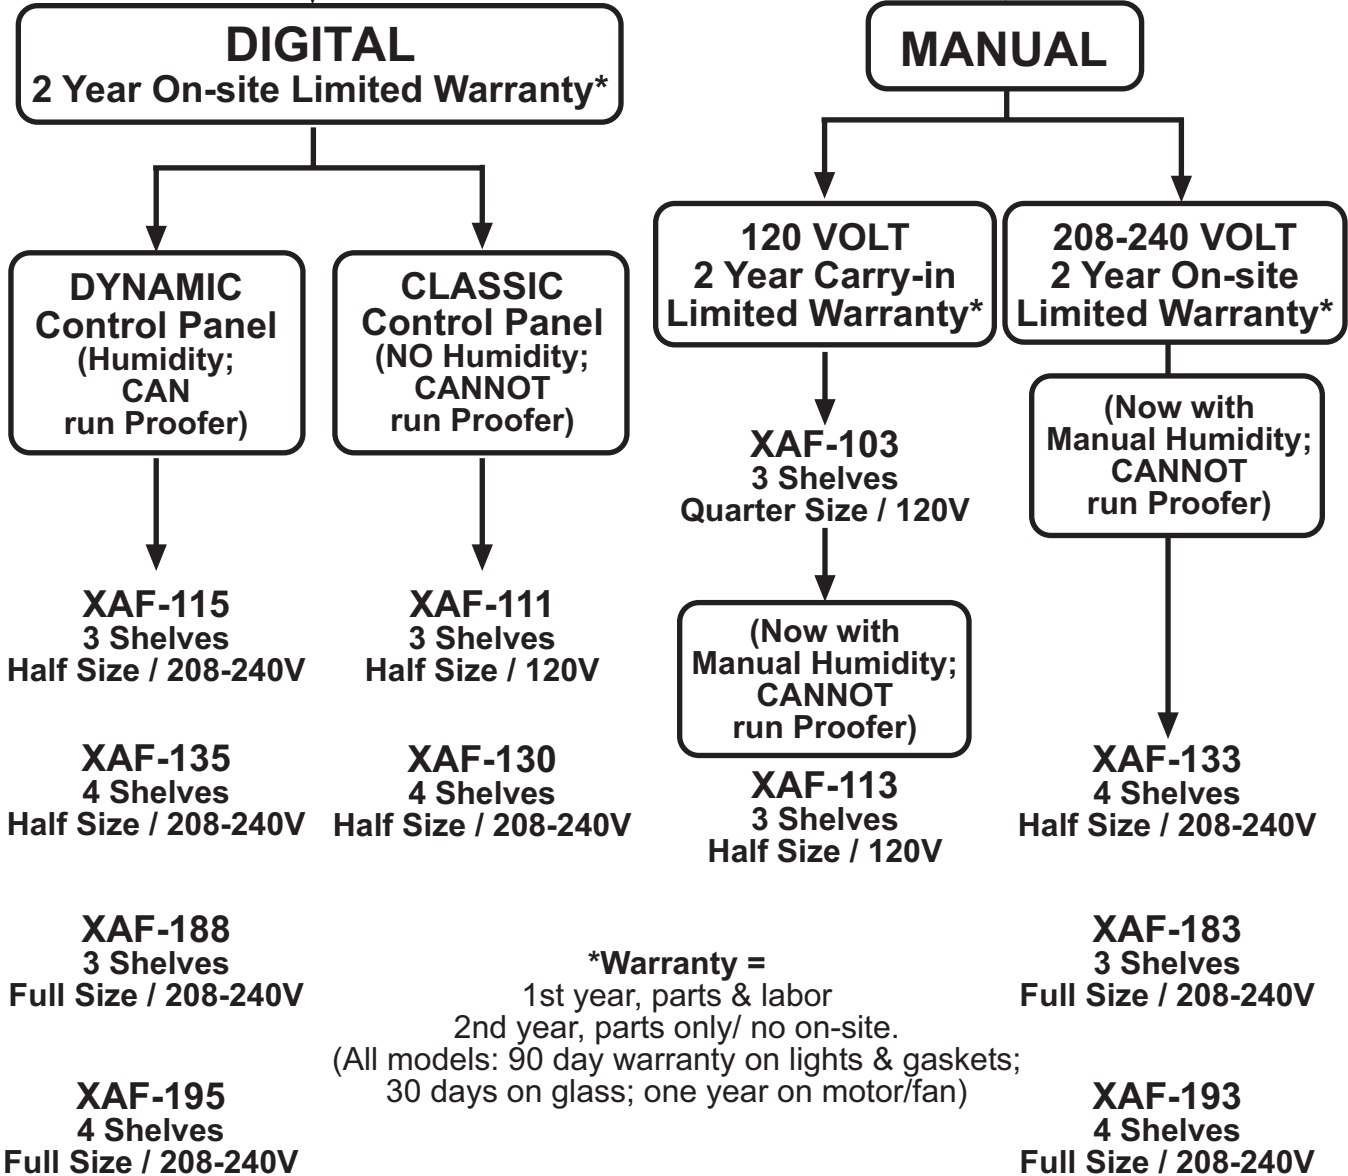 DIGITAL
2 Year On-site Limited Warranty*
MANUAL
DYNAMIC
Control Panel
(Humidity;
CAN
run Proofer)
CLASSIC
Control Panel
(NO Humidity;
CANNOT
run Proofer)
120 VOLT
2 Year Carry-in
Limited Warranty*
208-240 VOLT
2 Year On-site
Limited Warranty*
XAF-115
3 Shelves
Half Size / 208-240V
XAF-135
4 Shelves
Half Size / 208-240V
XAF-188
3 Shelves
Full Size / 208-240V
XAF-195
4 Shelves
Full Size / 208-240V
XAF-111
3 Shelves
Half Size / 120V
XAF-130
4 Shelves
Half Size / 208-240V
XAF-103
3 Shelves
Quarter Size / 120V
(Now with
Manual Humidity;
CANNOT
run Proofer)
XAF-113
3 Shelves
Half Size / 120V
(Now with
Manual Humidity;
CANNOT
run Proofer)
XAF-133
4 Shelves
Half Size / 208-240V
XAF-183
3 Shelves
Full Size / 208-240V
XAF-193
4 Shelves
Full Size / 208-240V
*Warranty =
1st year, parts & labor
2nd year, parts only/ no on-site.
(All models: 90 day warranty on lights & gaskets;
30 days on glass; one year on motor/fan)